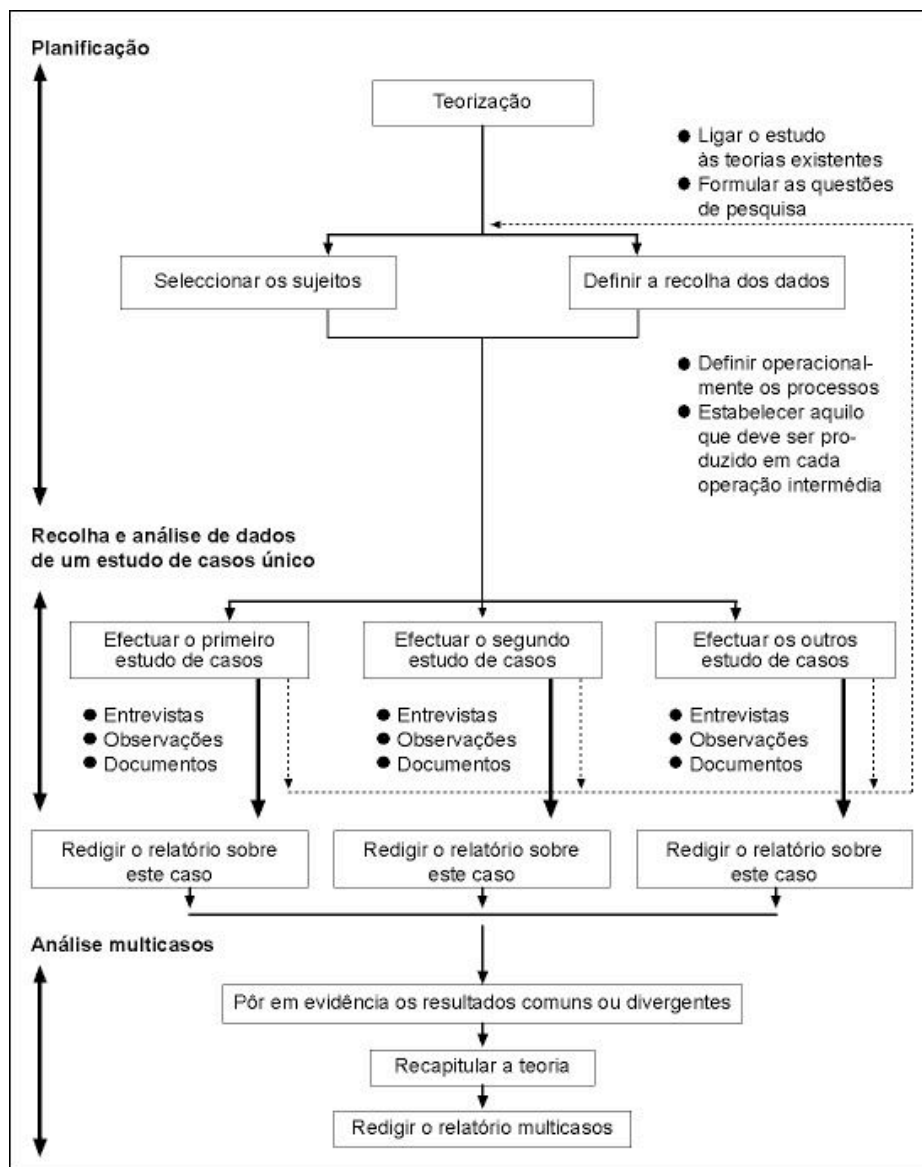 Planificação
Teorização
● Ligar o estudo
às teorias existentes
● Formular as questões
de pesquisa
Seleccionar os sujeitos
Definir a recolha dos dados
● Definir operacional-
mente os processos
● Estabelecer aquilo
que deve ser pro-
duzido em cada
operação intermédia
Recolha e análise de dados
de um estudo de casos único
Efectuar o primeiro
estudo de casos
Efectuar o segundo
estudo de casos
Efectuar os outros
estudo de casos
● Entrevistas
● Observações
● Documentos
● Entrevistas
● Observações
● Documentos
● Entrevistas
● Observações
● Documentos
Redigir o relatório sobre
este caso
Redigir o relatório sobre
este caso
Redigir o relatório sobre
este caso
Análise multicasos
Pôr em evidência os resultados comuns ou divergentes
Recapitular a teoria
Redigir o relatório multicasos